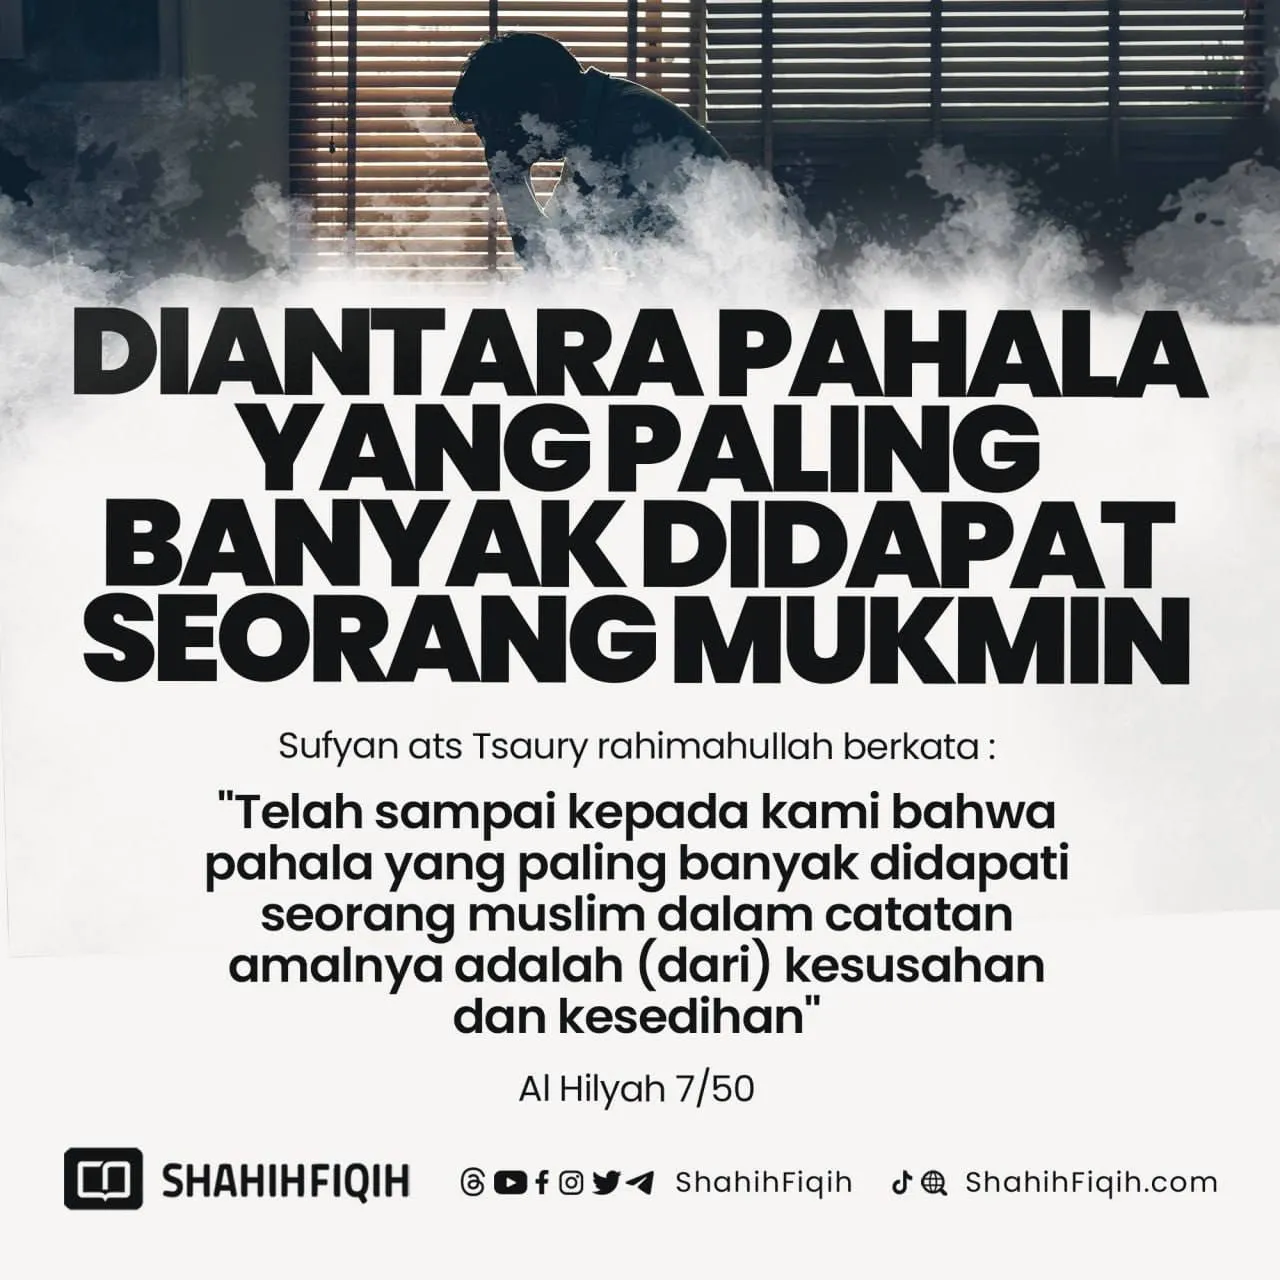 DIANTARA PAHALA
YANG PALING
BANYAK DIDAPAT
SEORANG MUKMIN
Sufyan ats Tsaury rahimahullah berkata :
"Telah sampai kepada kami bahwa
pahala yang paling banyak didapati
seorang muslim dalam catatan
amalnya adalah (dari) kesusahan
dan kesedihan"
Al Hilyah 7/50
SHAHIHFIQIH ShahihFiqih ShahihFiqih.com